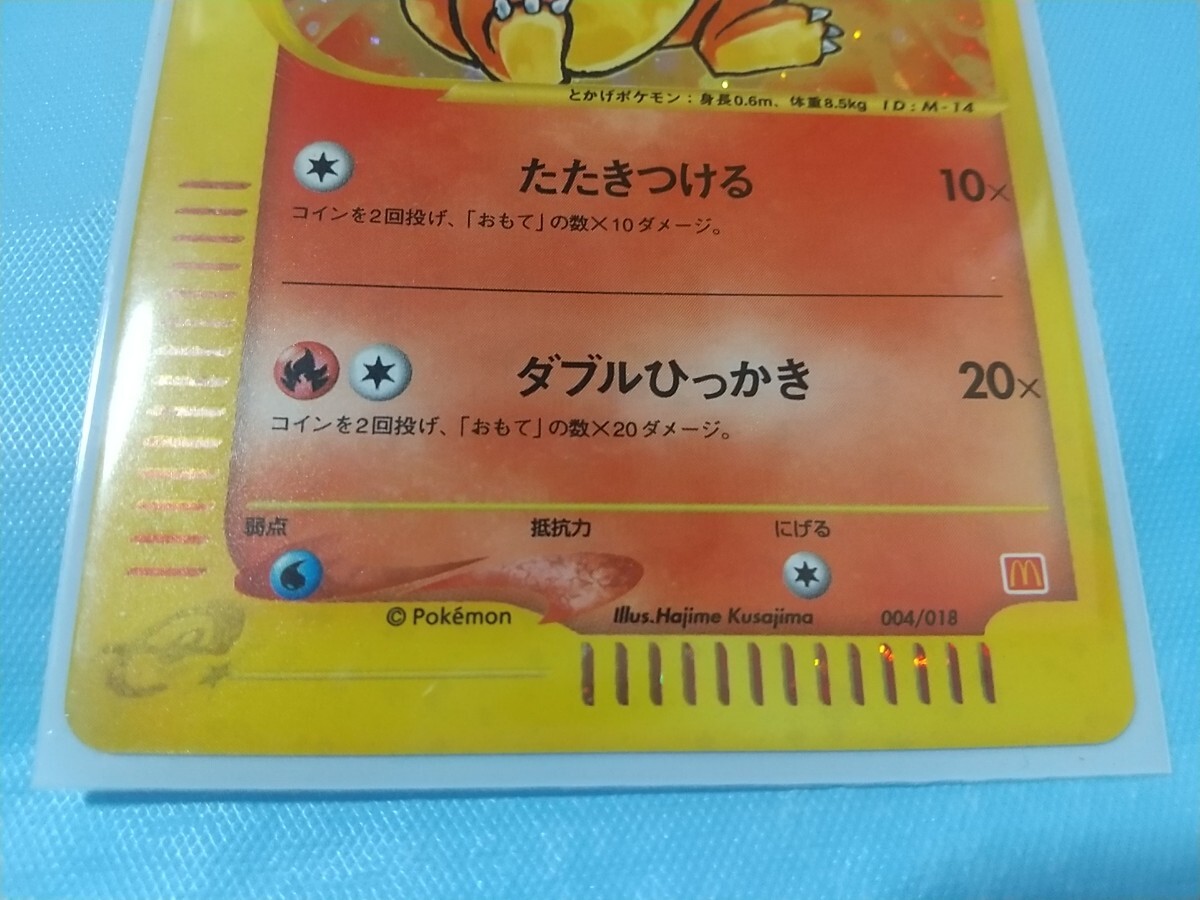 とかげポケモン：身長0.6m、体重8.5kg ID：M-14
たたきつける 10×
コインを2回投げ、「おもて」の数×10ダメージ。
ダブルひっかき 20×
コインを2回投げ、「おもて」の数×20ダメージ。
弱点 抵抗力 にげる
© Pokémon Illus.Hajime Kusajima 004/018